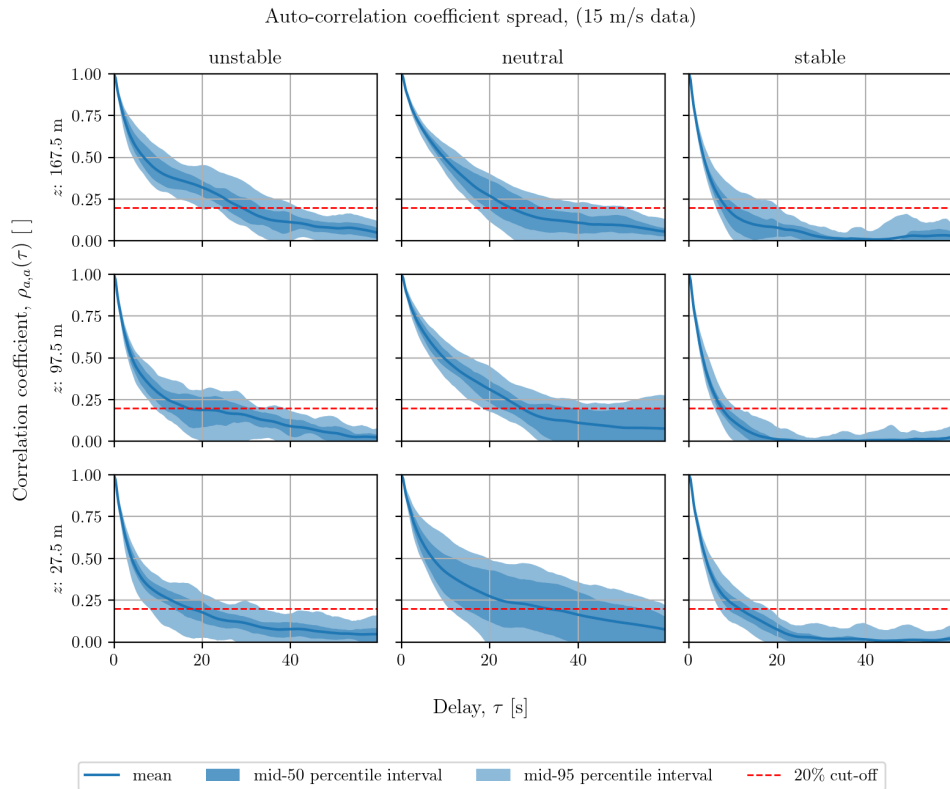 Auto-correlation coefficient spread, (15 m/s data)
unstable neutral stable
Correlation coefficient, ρa,a(τ) [ ]
z: 167.5 m
1.00
0.75
0.50
0.25
0.00
z: 97.5 m
1.00
0.75
0.50
0.25
0.00
z: 27.5 m
1.00
0.75
0.50
0.25
0.00
0 20 40 0 20 40 0 20 40
Delay, τ [s]
mean mid-50 percentile interval mid-95 percentile interval 20% cut-off